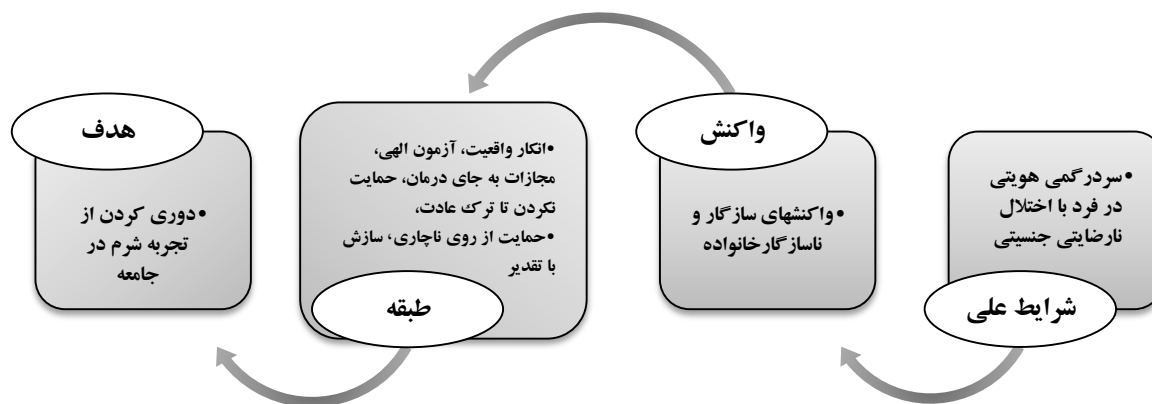 شرایط علی
•سردرگمی هویتی
در فرد با اختلال
نارضایتی جنسیتی
واکنش
•واکنشهای سازگار و
ناسازگارخانواده
طبقه
•انکار واقعیت، آزمون الهی،
مجازات به جای درمان، حمایت
نکردن تا ترک عادت،
•حمایت از روی ناچاری، سازش
با تقدیر
هدف
•دوری کردن از
تجربه شرم در
جامعه